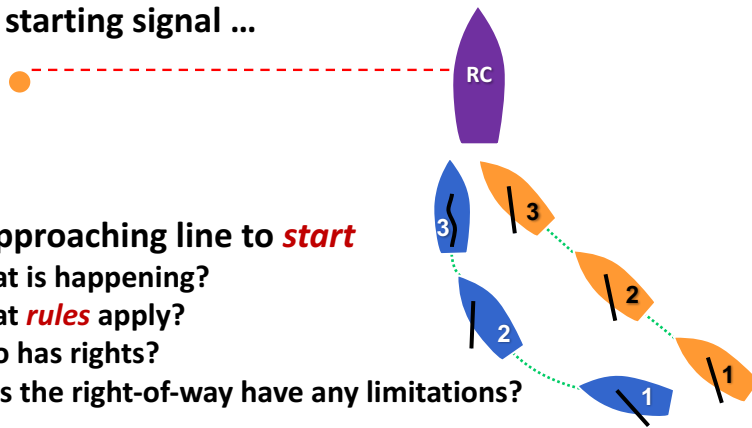 starting signal ...
RC
pproaching line to start
at is happening?
at rules apply?
o has rights?
s the right-of-way have any limitations?
3
3
2
2
1
1